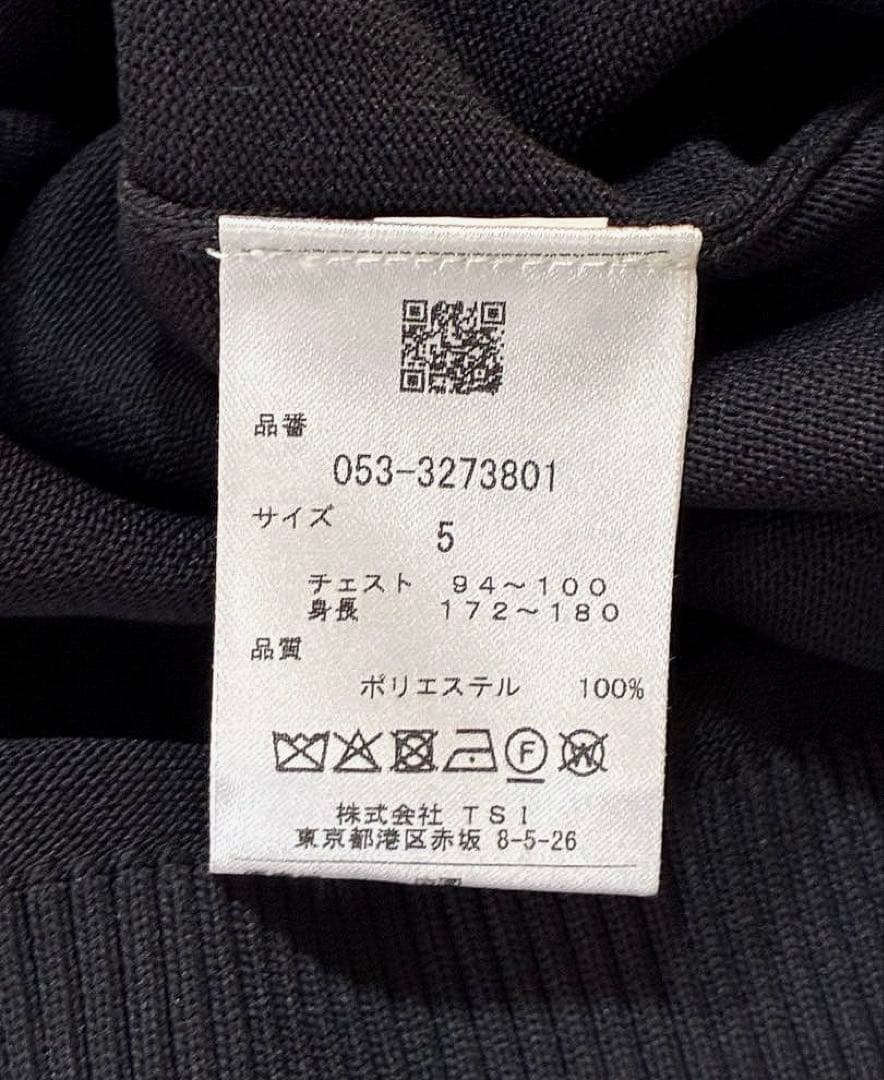 品番
053-3273801
サイズ
5
チェスト 94～100
身長 172～180
品質
ポリエステル 100%
F W
株式会社 TSI
東京都港区赤坂 8-5-26